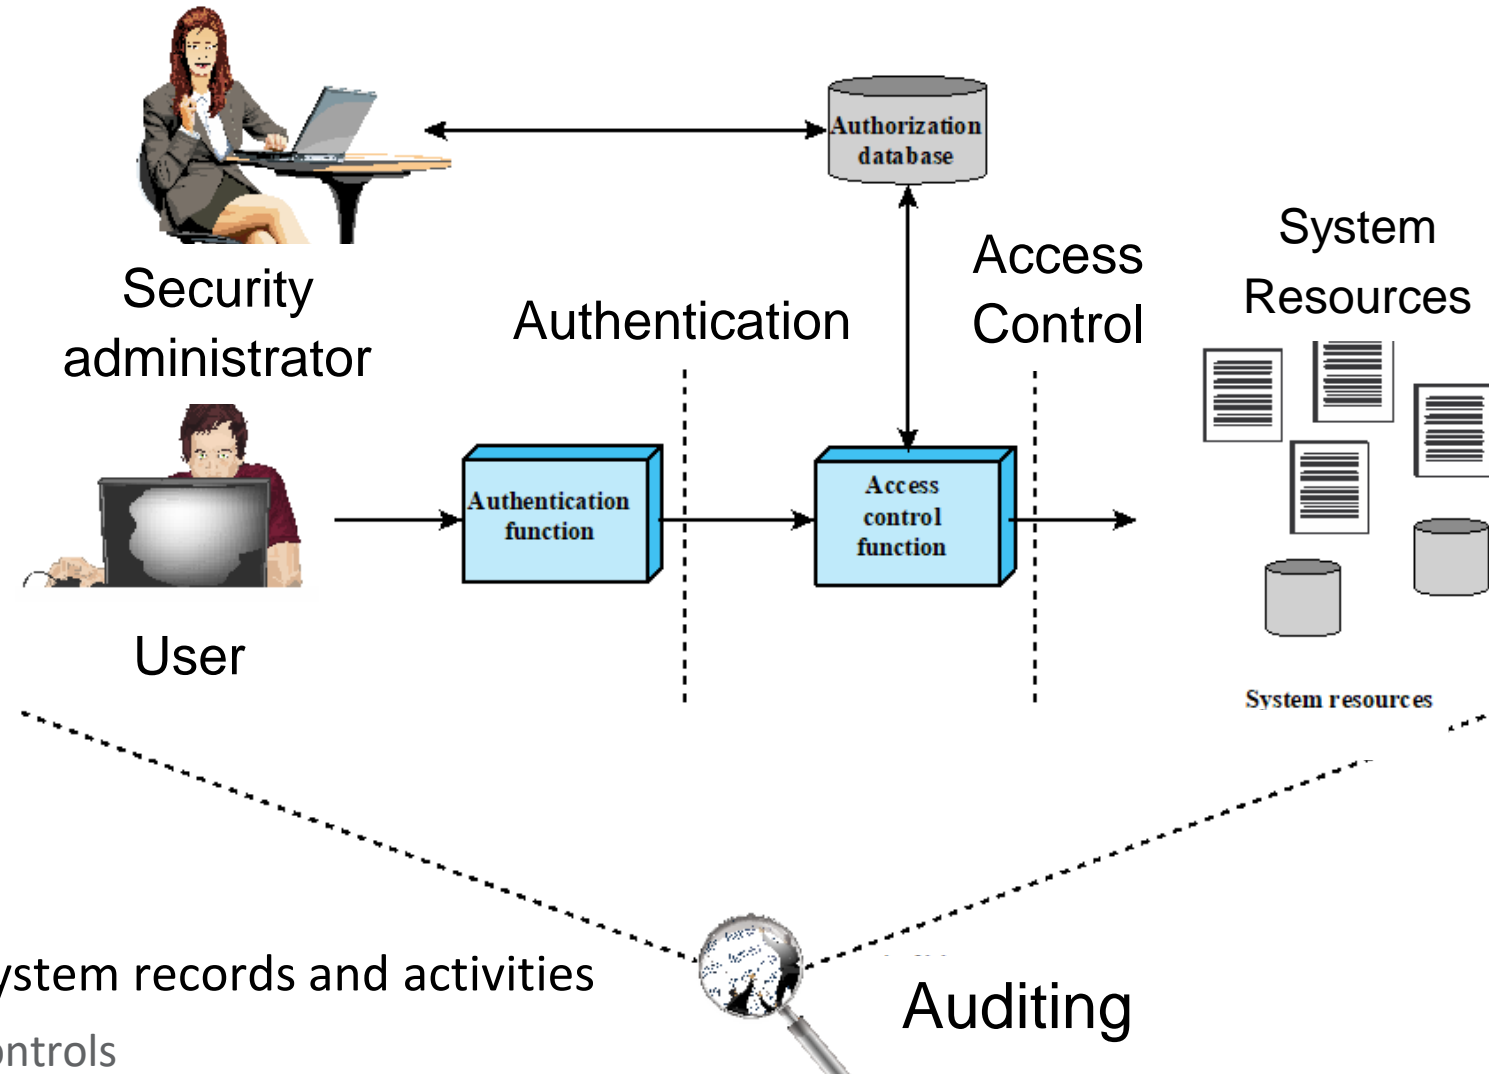 Authorization
database
Security
administrator
Authentication
Access
Control
System
Resources
Authentication
function
Access
control
function
User
System resources
ystem records and activities
ontrols
Auditing